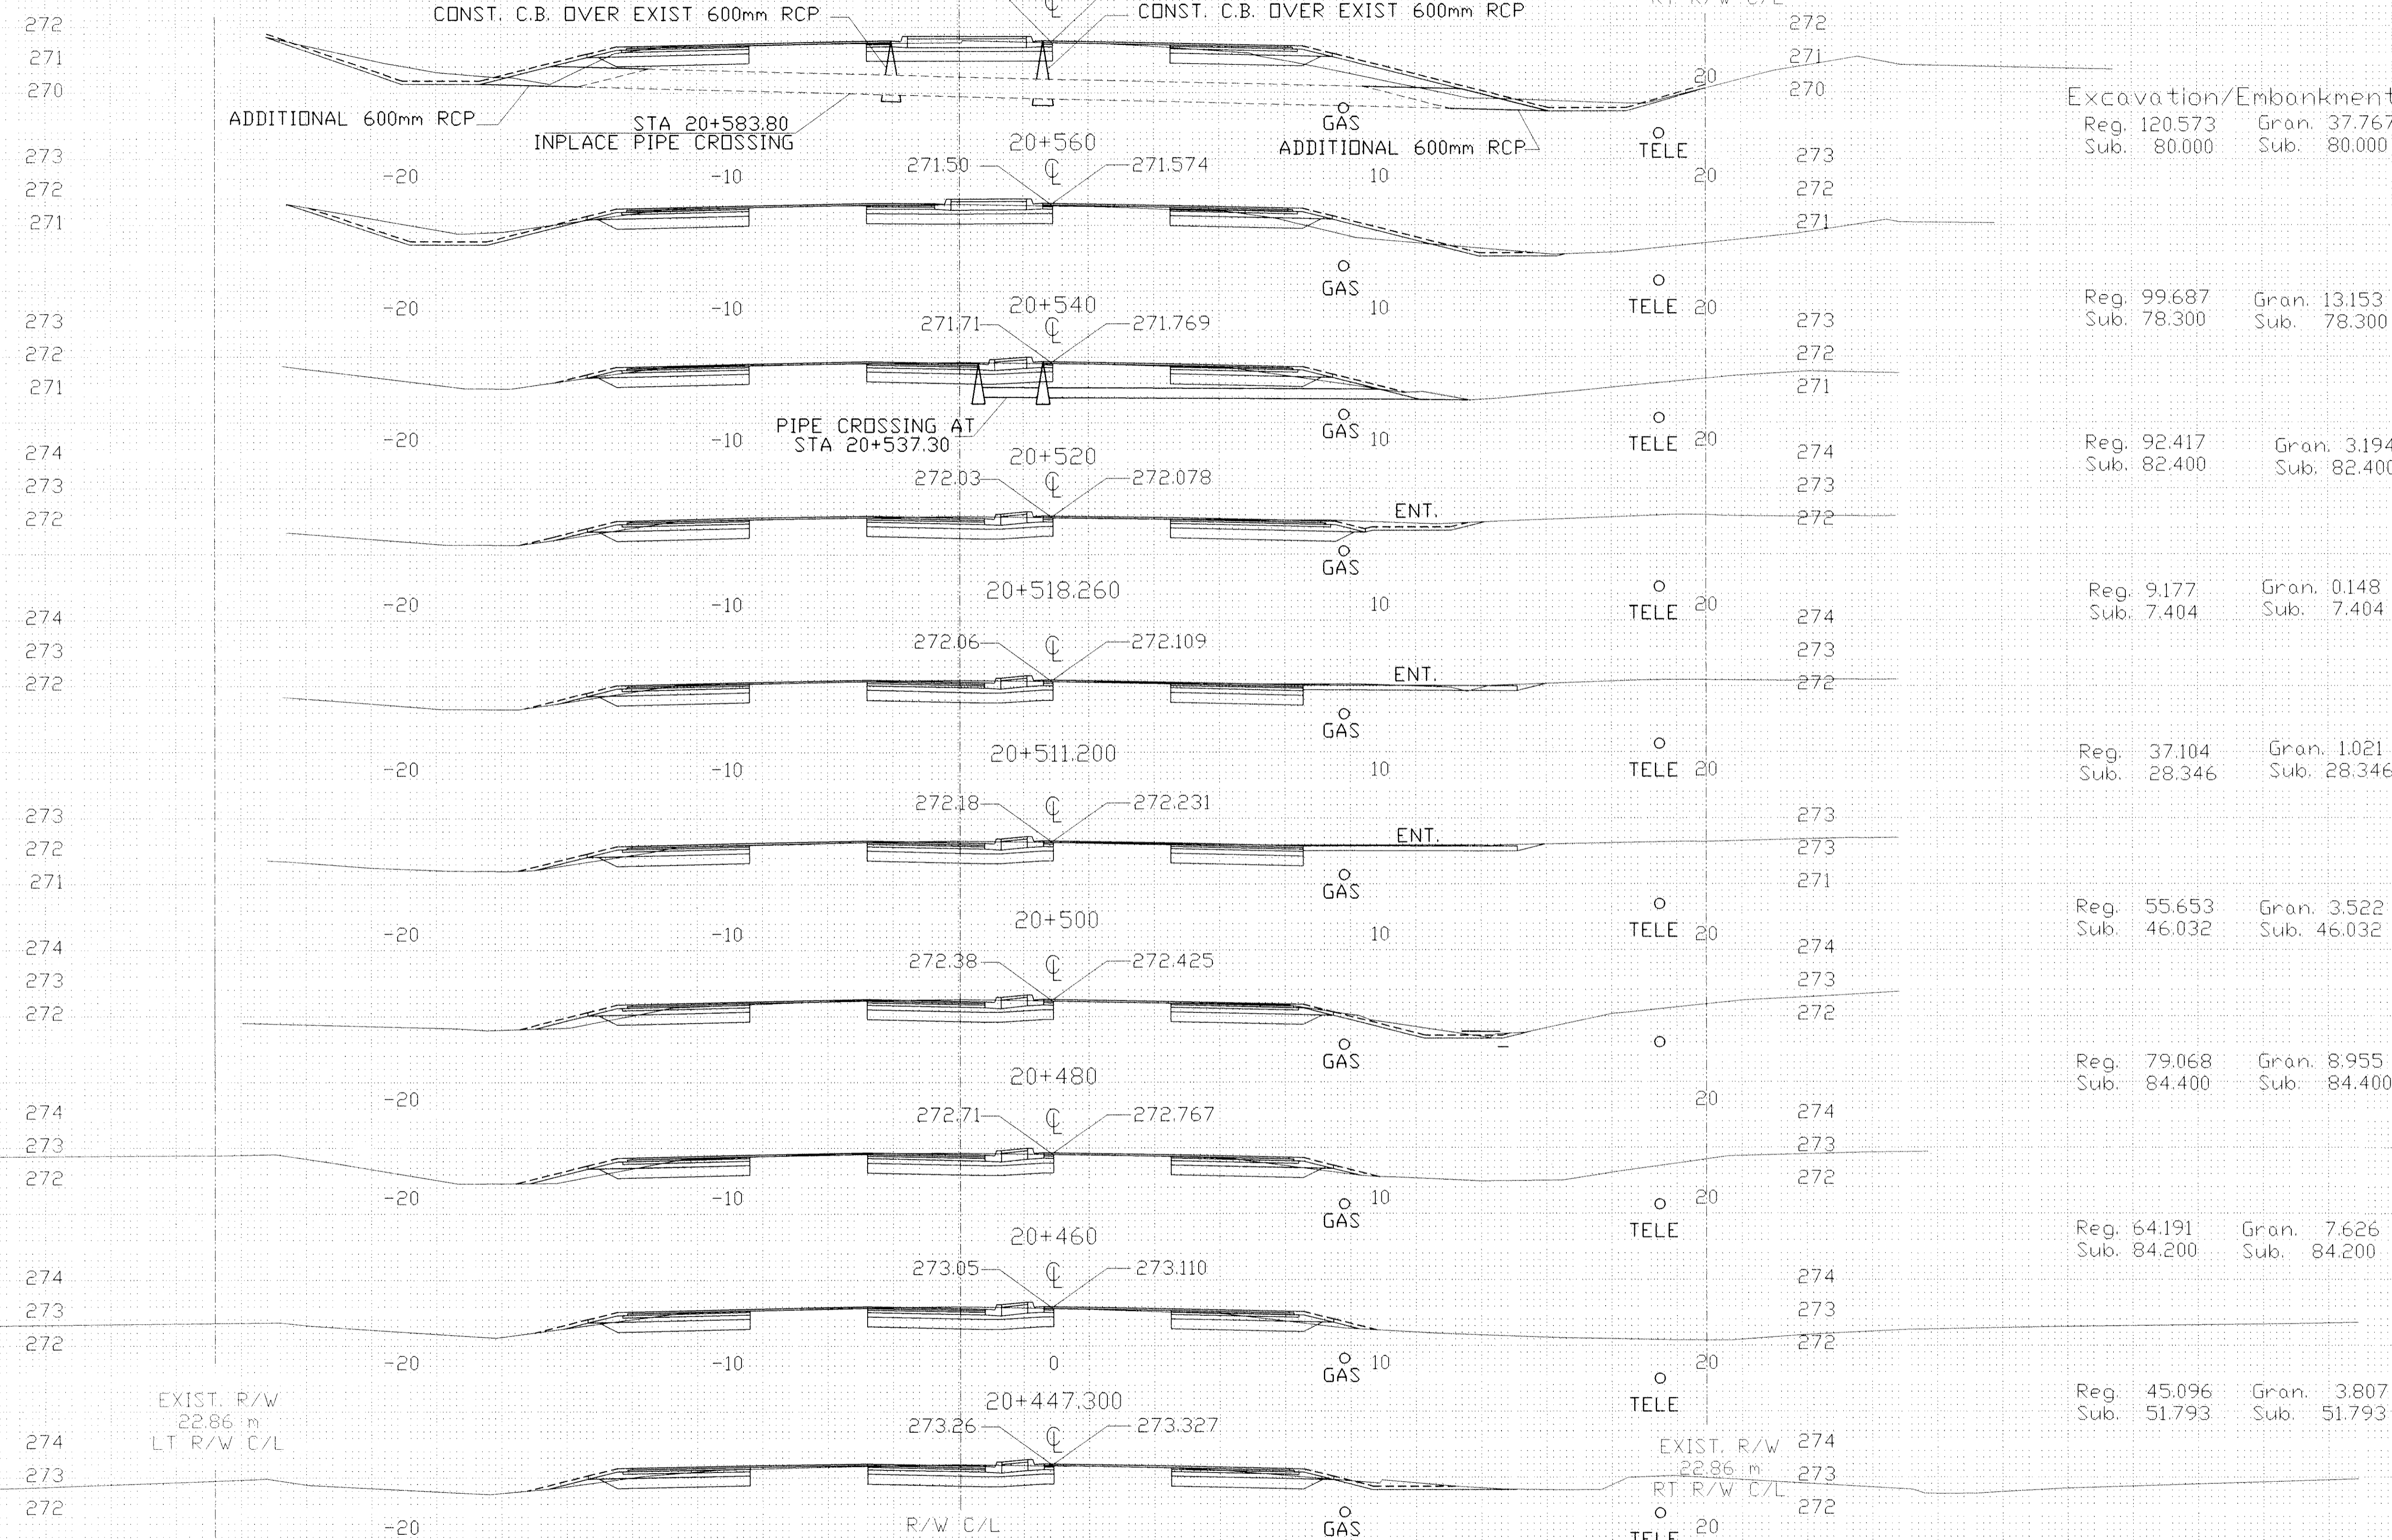 CONST. C.B. OVER EXIST 600mm RCP
CONST. C.B. OVER EXIST 600mm RCP
RT R/W C/L
272
271
270
272
271
20
270
ADDITIONAL 600mm RCP
STA 20+583.80
INPLACE PIPE CROSSING
GAS
ADDITIONAL 600mm RCP
TELE
Excavation/Embankment
Reg. 120.573 Gran. 37.767
Sub. 80.000 Sub. 80.000
20+560
273
272
271
-20
-10
271.50
℄
271.574
10
20
273
272
271
GAS
TELE
Reg. 99.687 Gran. 13.153
Sub. 78.300 Sub. 78.300
20+540
273
272
271
-20
-10
271.71
℄
271.769
10
20
273
272
271
PIPE CROSSING AT
STA 20+537.30
GAS
TELE
Reg. 92.417 Gran. 3.194
Sub. 82.400 Sub. 82.400
20+520
274
273
272
-20
-10
272.03
℄
272.078
10
20
274
273
272
ENT.
GAS
TELE
Reg. 9.177 Gran. 0.148
Sub. 7.404 Sub. 7.404
20+518.260
274
273
272
-20
-10
272.06
℄
272.109
10
20
274
273
272
ENT.
GAS
TELE
Reg. 37.104 Gran. 1.021
Sub. 28.346 Sub. 28.346
20+511.200
273
272
271
-20
-10
272.18
℄
272.231
10
20
273
273
271
ENT.
GAS
TELE
Reg. 55.653 Gran. 3.522
Sub. 46.032 Sub. 46.032
20+500
274
273
272
-20
-10
272.38
℄
272.425
10
20
274
273
272
GAS
Reg. 79.068 Gran. 8.955
Sub. 84.400 Sub. 84.400
20+480
274
273
272
-20
272.71
℄
272.767
20
274
273
272
GAS
TELE
Reg. 64.191 Gran. 7.626
Sub. 84.200 Sub. 84.200
20+460
274
273
272
-20
-10
273.05
℄
273.110
10
20
274
273
272
-20
-10
0
GAS
10
TELE
20
Reg. 45.096 Gran. 3.807
Sub. 51.793 Sub. 51.793
EXIST. R/W
22.86 m
LT R/W C/L
20+447.300
273.26
℄
273.327
EXIST. R/W
22.86 m
RT R/W C/L
274
273
272
274
273
272
-20
R/W C/L
GAS
TELE
20